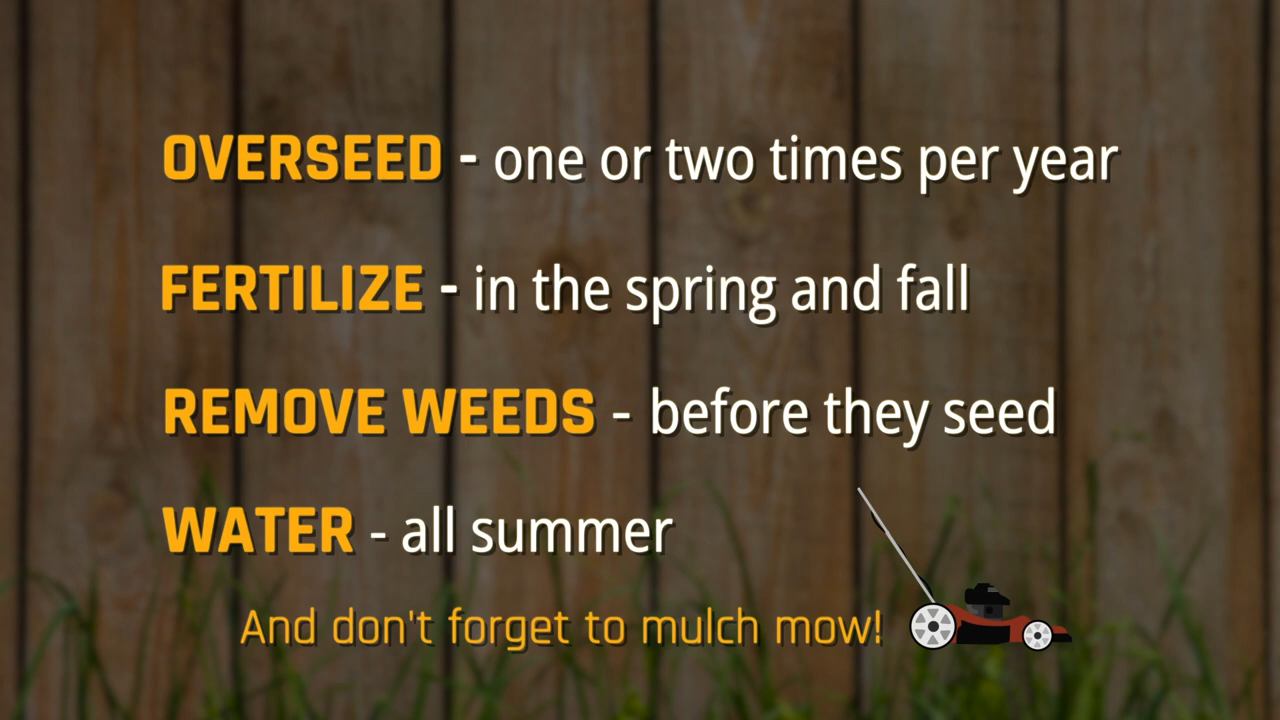 OVERSEED - one or two times per year
FERTILIZE - in the spring and fall
REMOVE WEEDS - before they seed
WATER - all summer
And don't forget to mulch mow!